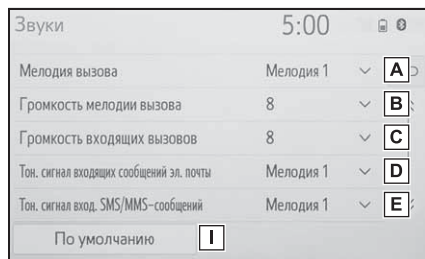 Звуки 5:00
Мелодия вызова Мелодия 1 A
Громкость мелодии вызова 8 B
Громкость входящих вызовов 8 C
Тон. сигнал входящих сообщений эл. почты Мелодия 1 D
Тон. сигнал вход. SMS/MMS-сообщений Мелодия 1 E
По умолчанию I